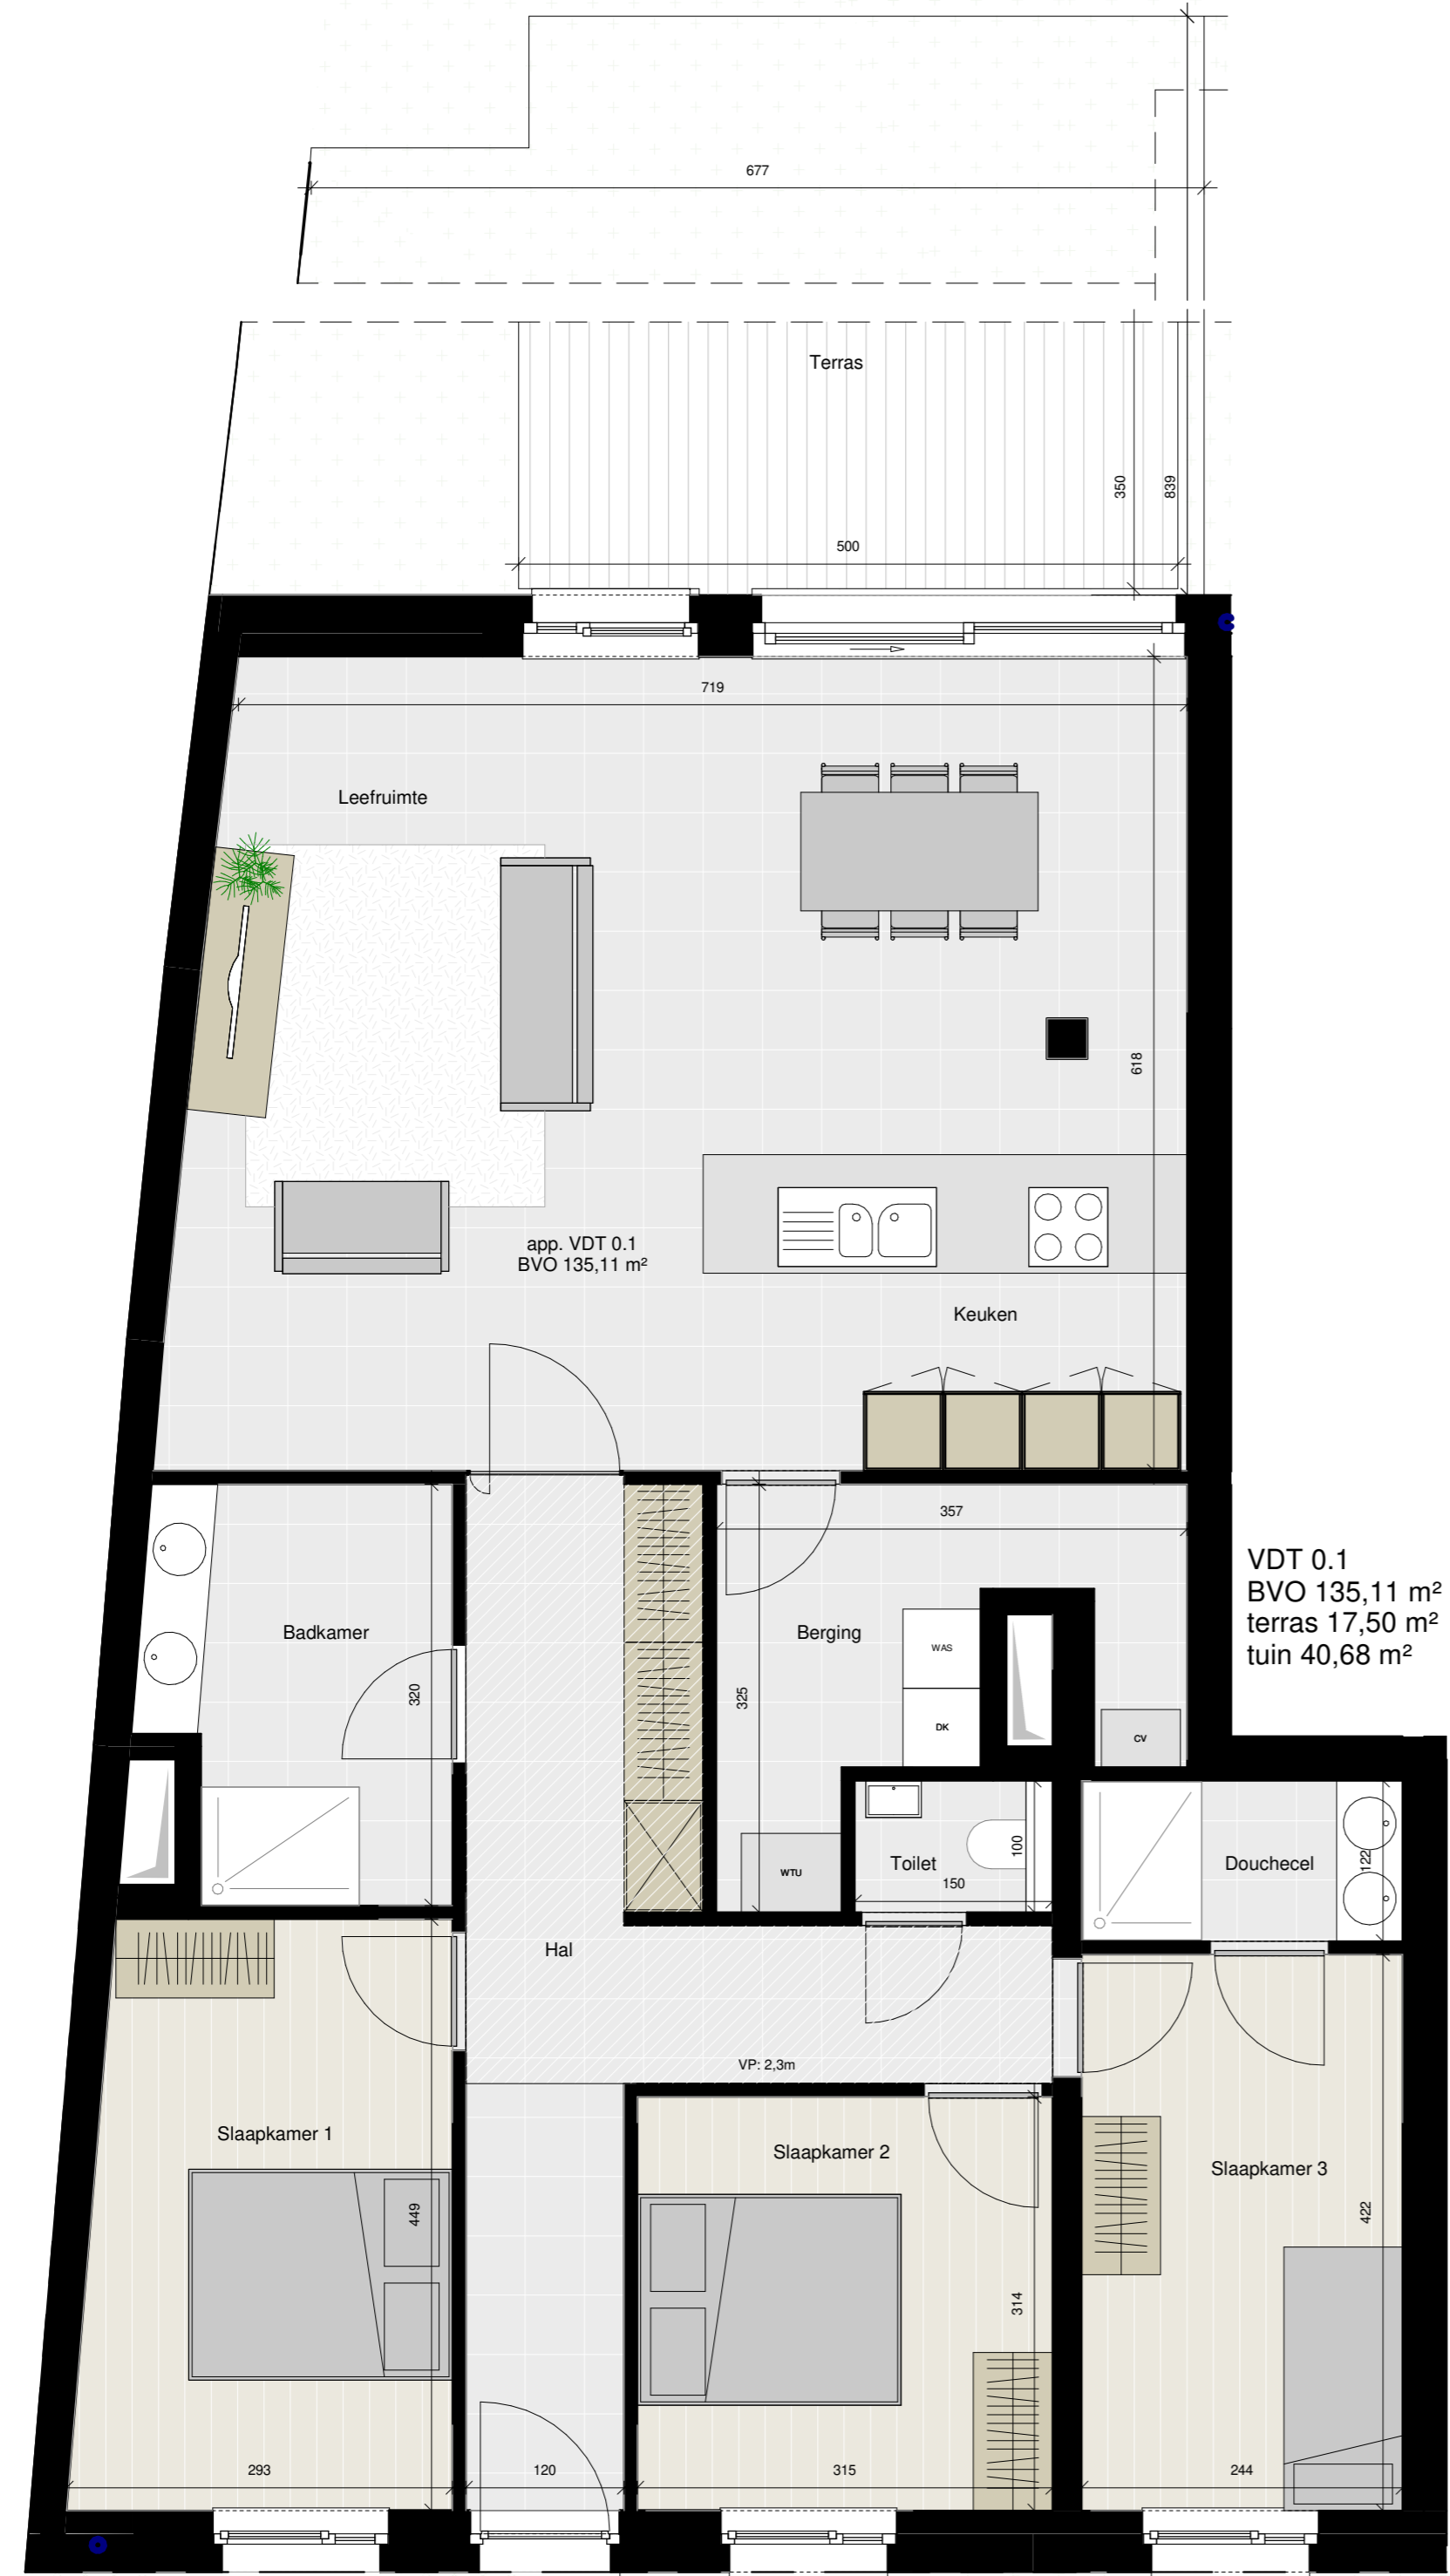 677
Terras
350
839
500
719
Leefruimte
618
app. VDT 0.1
BVO 135,11 m²
Keuken
357
VDT 0.1
BVO 135,11 m²
terras 17,50 m²
tuin 40,68 m²
Badkamer
Berging
WAS
320
325
DK
CV
Toilet
100
Douchecel
122
WTU
150
Hal
VP: 2,3m
Slaapkamer 1
Slaapkamer 2
Slaapkamer 3
449
422
314
293
120
315
244